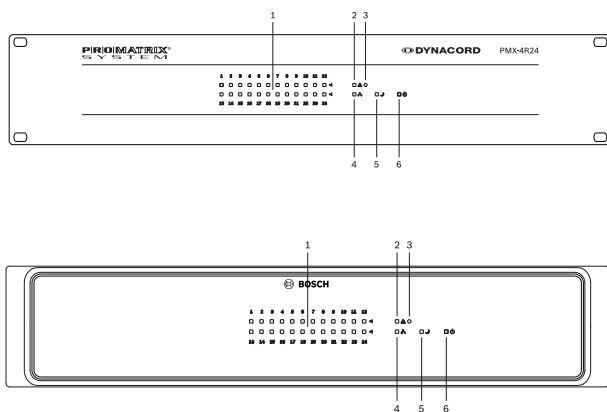 1 2 3
PROMATRIX®
SYSTEM
DYNACORD PMX-4R24
1 2 3 4 5 6 7 8 9 10 11 12
13 14 15 16 17 18 19 20 21 22 23 24
4 5 6
1 2 3
BOSCH
1 2 3 4 5 6 7 8 9 10 11 12
13 14 15 16 17 18 19 20 21 22 23 24
4 5 6